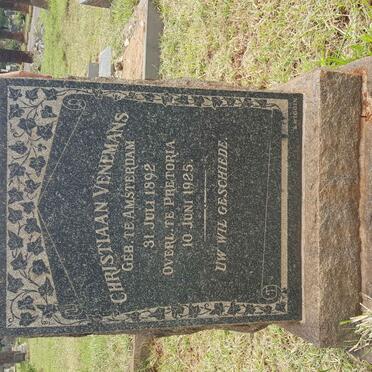 CHRISTIAAN VENEMANS
GEB. TE AMSTERDAM
31 JULI 1892
OVERL. TE PRETORIA
10 JUNI 1925.
UW WIL GESCHIEDE